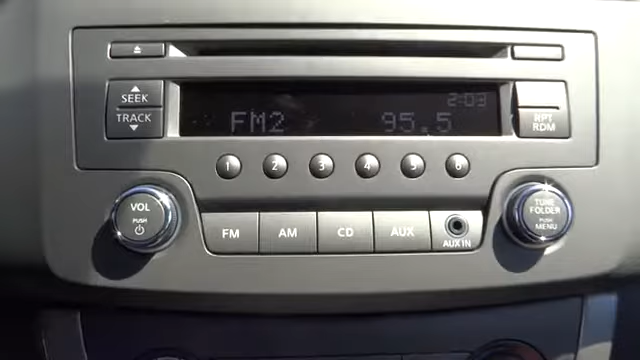 2:03
SEEK
TRACK
FM2 95.5
RPT
RDM
1 2 3 4 5 6
VOL
PUSH
FM AM CD AUX
AUX IN
TUNE
FOLDER
PUSH
MENU